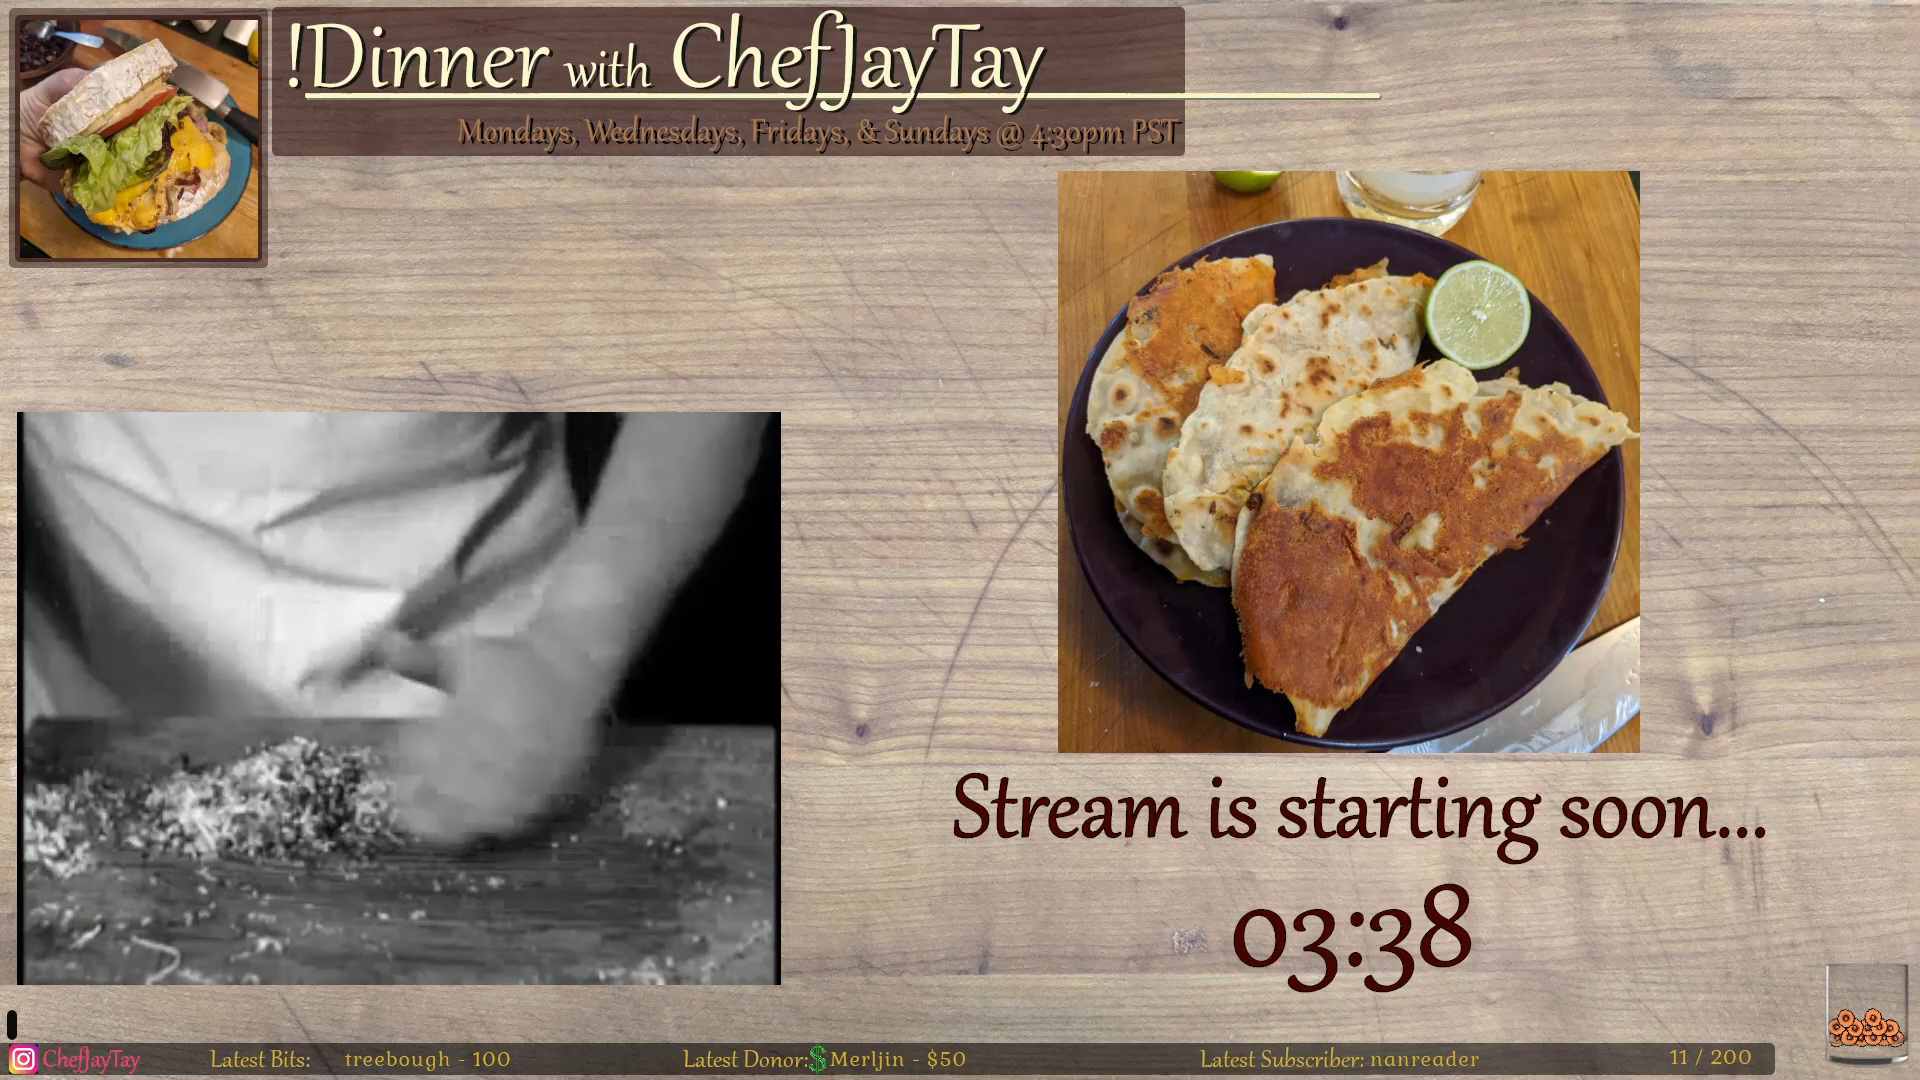 !Dinner with ChefJayTay
Mondays, Wednesdays, Fridays, & Sundays @ 4:30pm PST
Stream is starting soon...
03:38
ChefJayTay
Latest Bits: treebough - 100
Latest Donor: $ Merljin - $50
Latest Subscriber: nanreader
11 / 200